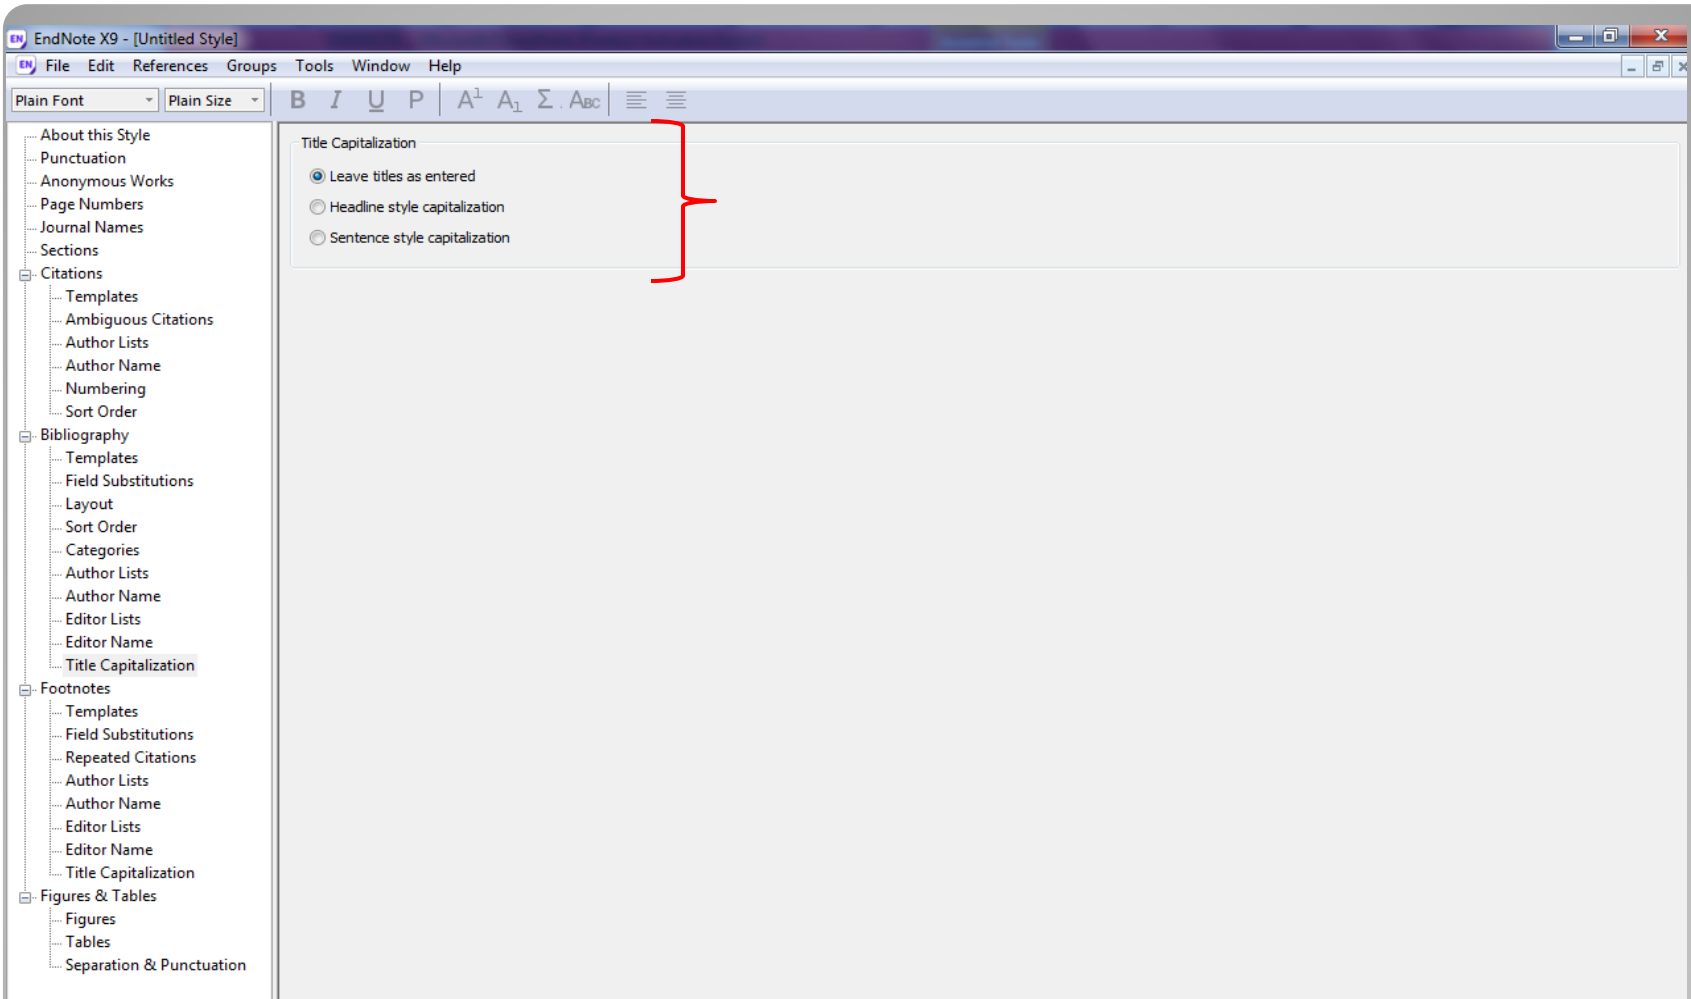 EndNote X9 - [Untitled Style]
File Edit References Groups Tools Window Help
Plain Font Plain Size B I U P A1 A1 Σ ABC
About this Style
Punctuation
Anonymous Works
Page Numbers
Journal Names
Sections
Citations
Templates
Ambiguous Citations
Author Lists
Author Name
Numbering
Sort Order
Bibliography
Templates
Field Substitutions
Layout
Sort Order
Categories
Author Lists
Author Name
Editor Lists
Editor Name
Title Capitalization
Footnotes
Templates
Field Substitutions
Repeated Citations
Author Lists
Author Name
Editor Lists
Editor Name
Title Capitalization
Figures & Tables
Figures
Tables
Separation & Punctuation
Title Capitalization
Leave titles as entered
Headline style capitalization
Sentence style capitalization